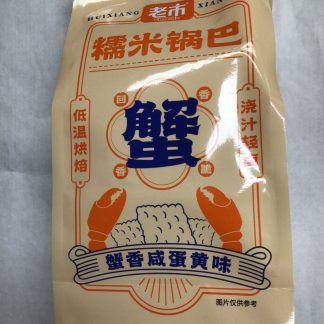 HUIXIANG XIAN
老市
糯米锅巴
回香
蟹
香薰
低温烘焙
浇汁轻
蟹香咸蛋黄味
图片仅供参考